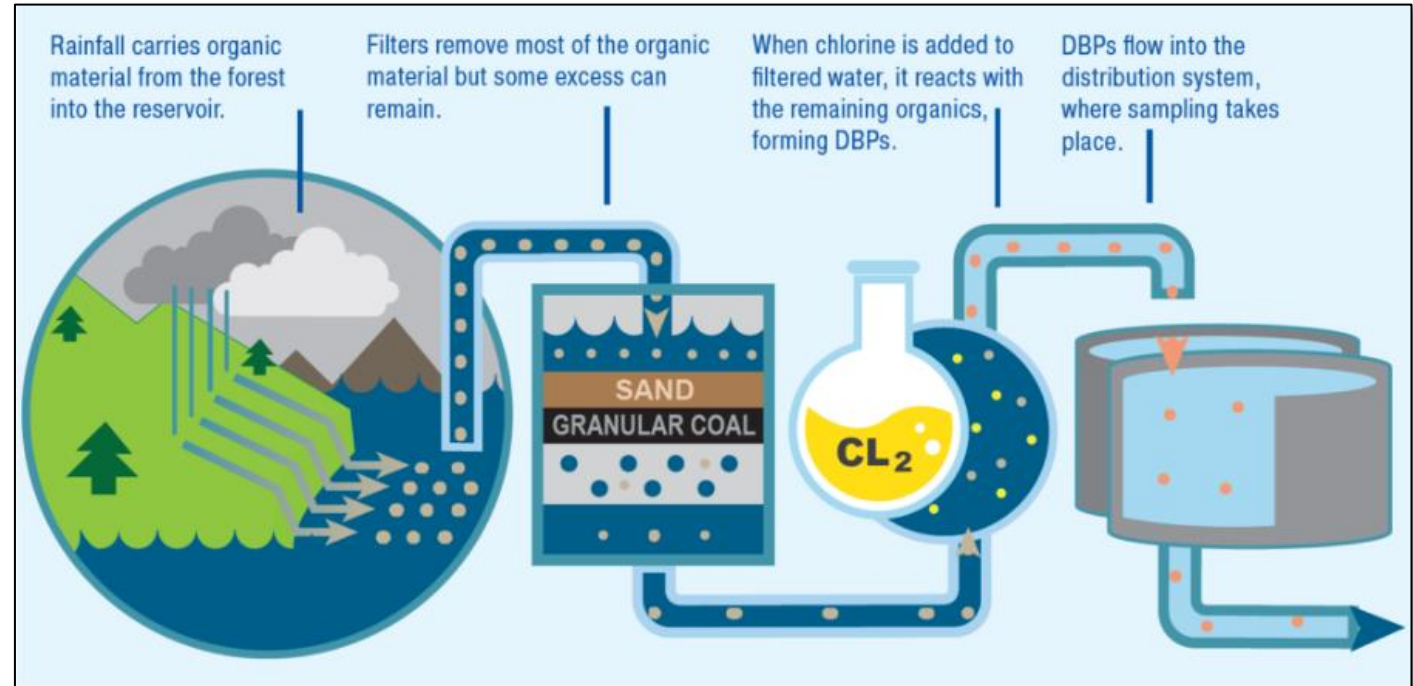 Rainfall carries organic
material from the forest
into the reservoir.
Filters remove most of the organic
material but some excess can
remain.
When chlorine is added to
filtered water, it reacts with
the remaining organics,
forming DBPs.
DBPs flow into the
distribution system,
where sampling takes
place.
SAND
GRANULAR COAL
CL2